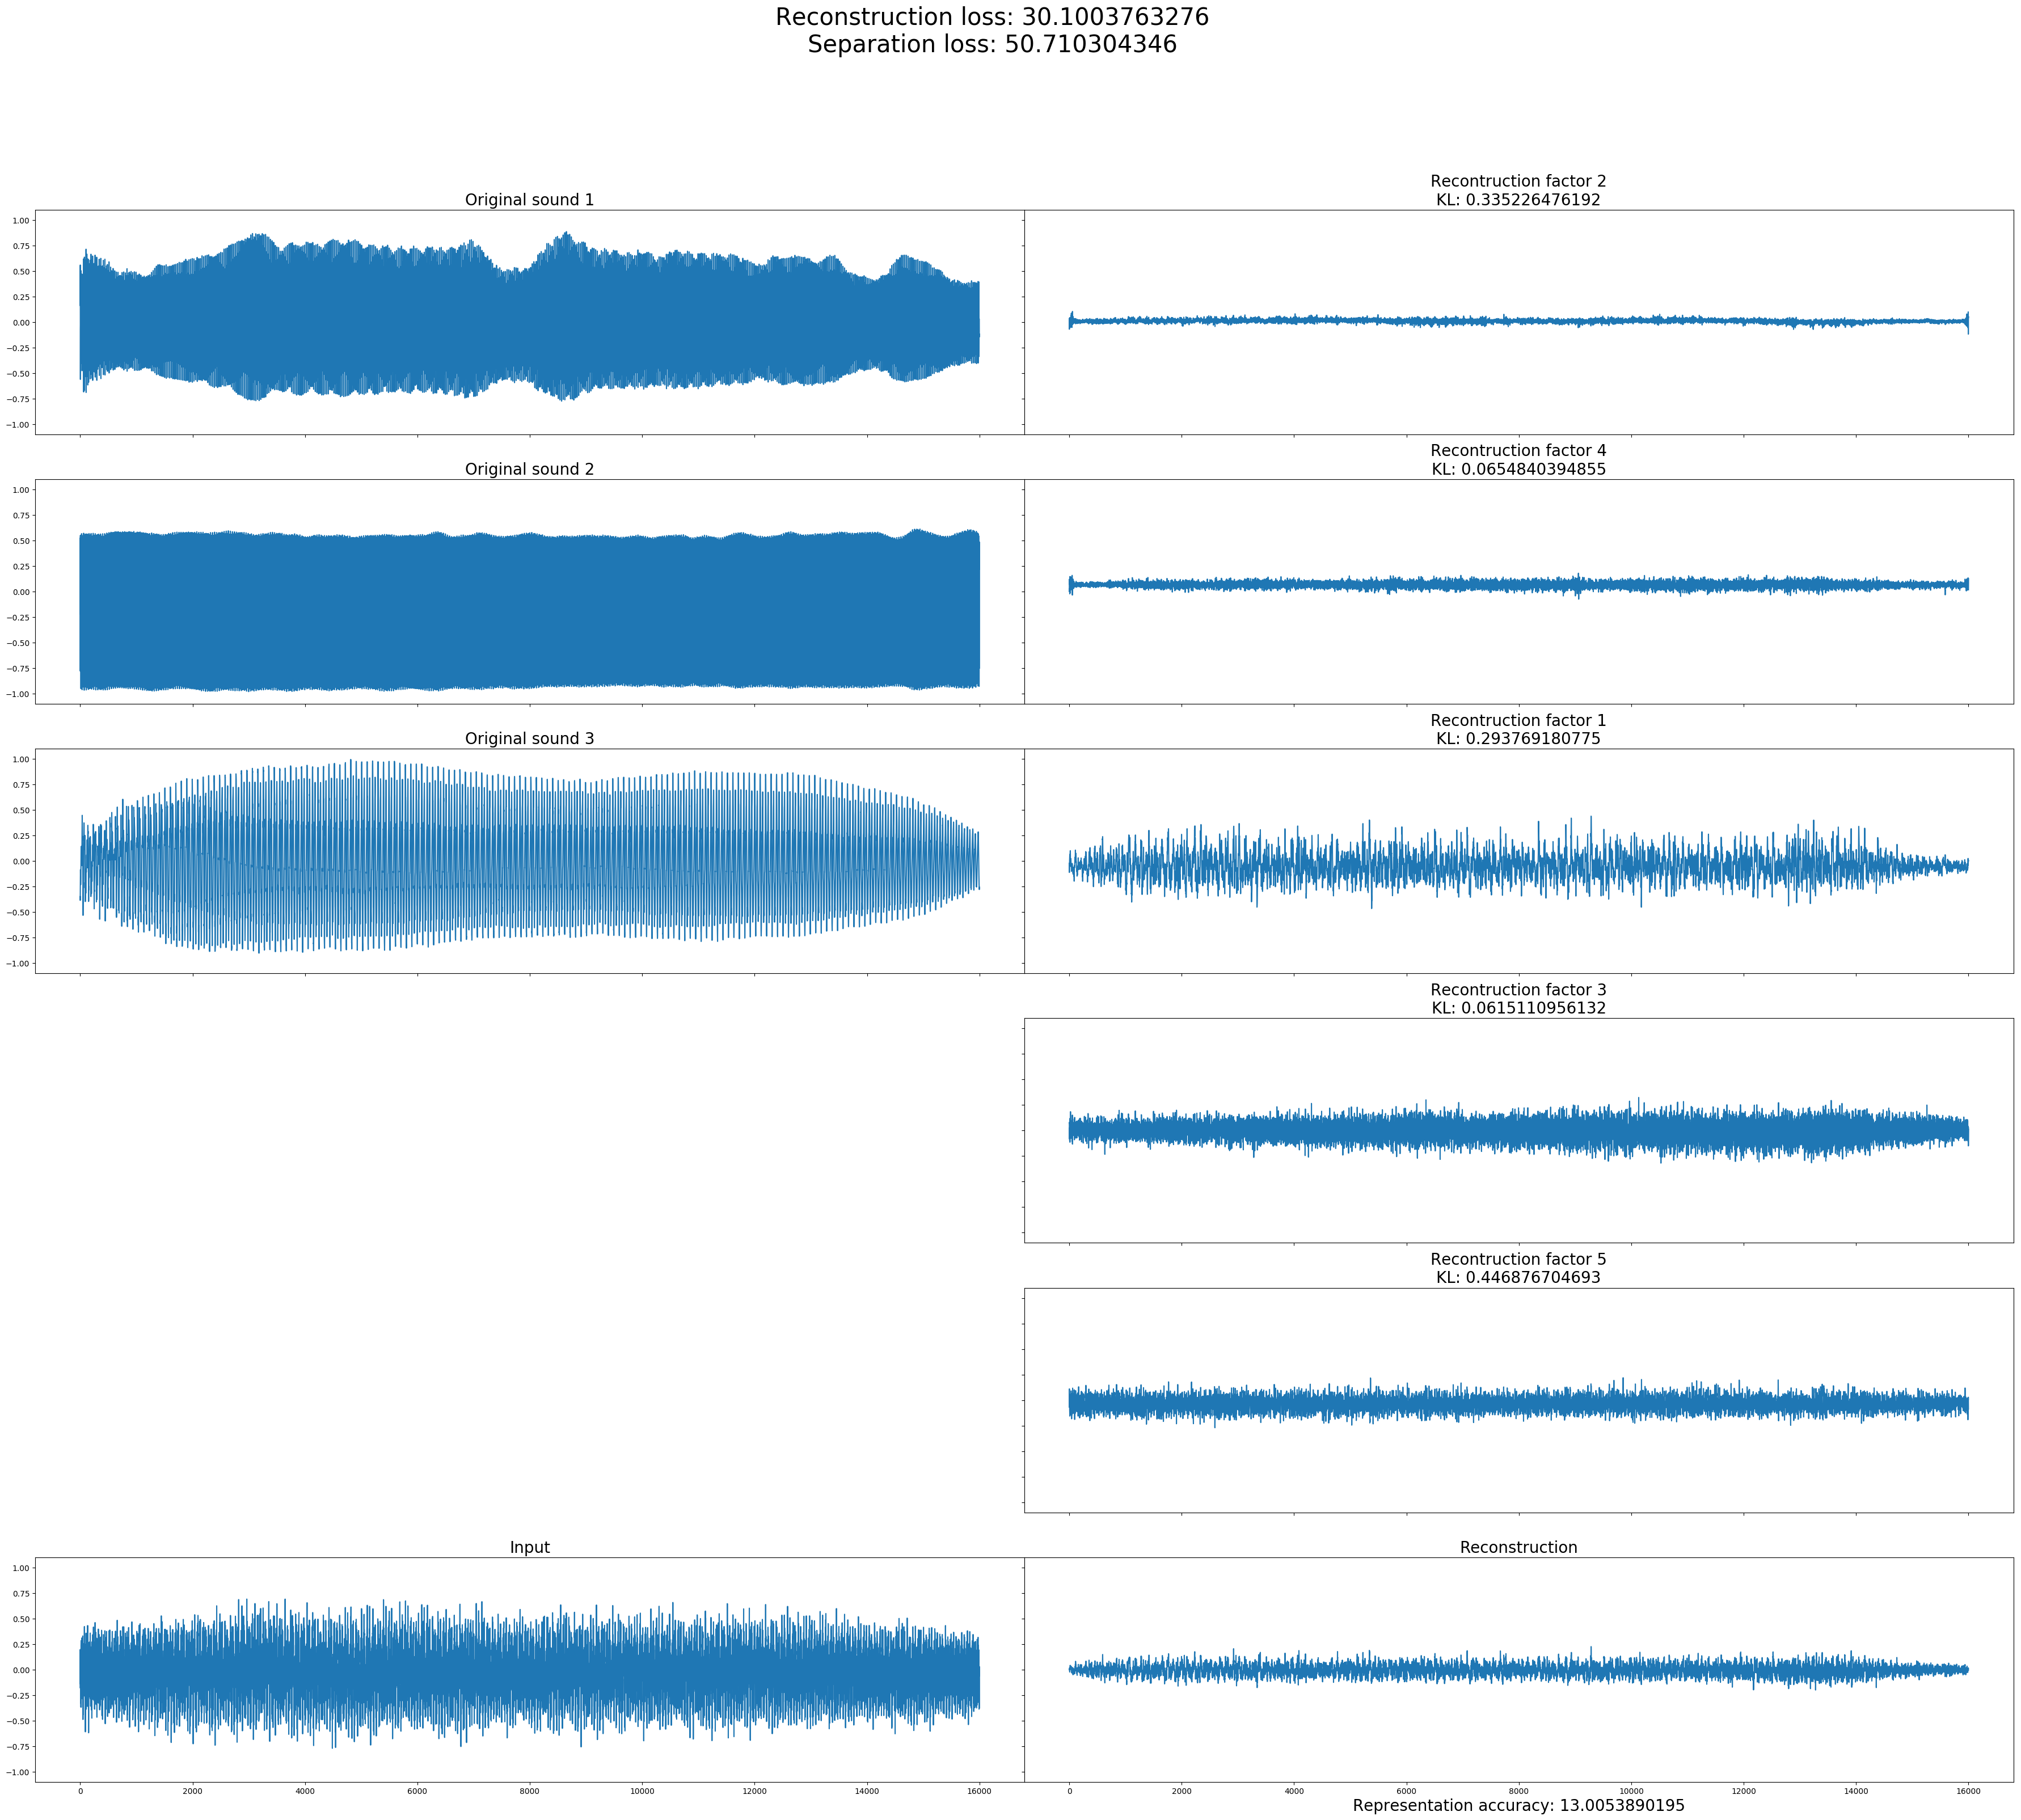 Reconstruction loss: 30.1003763276
Separation loss: 50.710304346
Original sound 1
1.00
0.75
0.50
0.25
0.00
−0.25
−0.50
−0.75
−1.00
Recontruction factor 2
KL: 0.335226476192
Original sound 2
1.00
0.75
0.50
0.25
0.00
−0.25
−0.50
−0.75
−1.00
Recontruction factor 4
KL: 0.0654840394855
Original sound 3
1.00
0.75
0.50
0.25
0.00
−0.25
−0.50
−0.75
−1.00
Recontruction factor 1
KL: 0.293769180775
Recontruction factor 3
KL: 0.0615110956132
Recontruction factor 5
KL: 0.446876704693
Input
1.00
0.75
0.50
0.25
0.00
−0.25
−0.50
−0.75
−1.00
0 2000 4000 6000 8000 10000 12000 14000 16000
Reconstruction
0 2000 4000 6000 8000 10000 12000 14000 16000
Representation accuracy: 13.0053890195